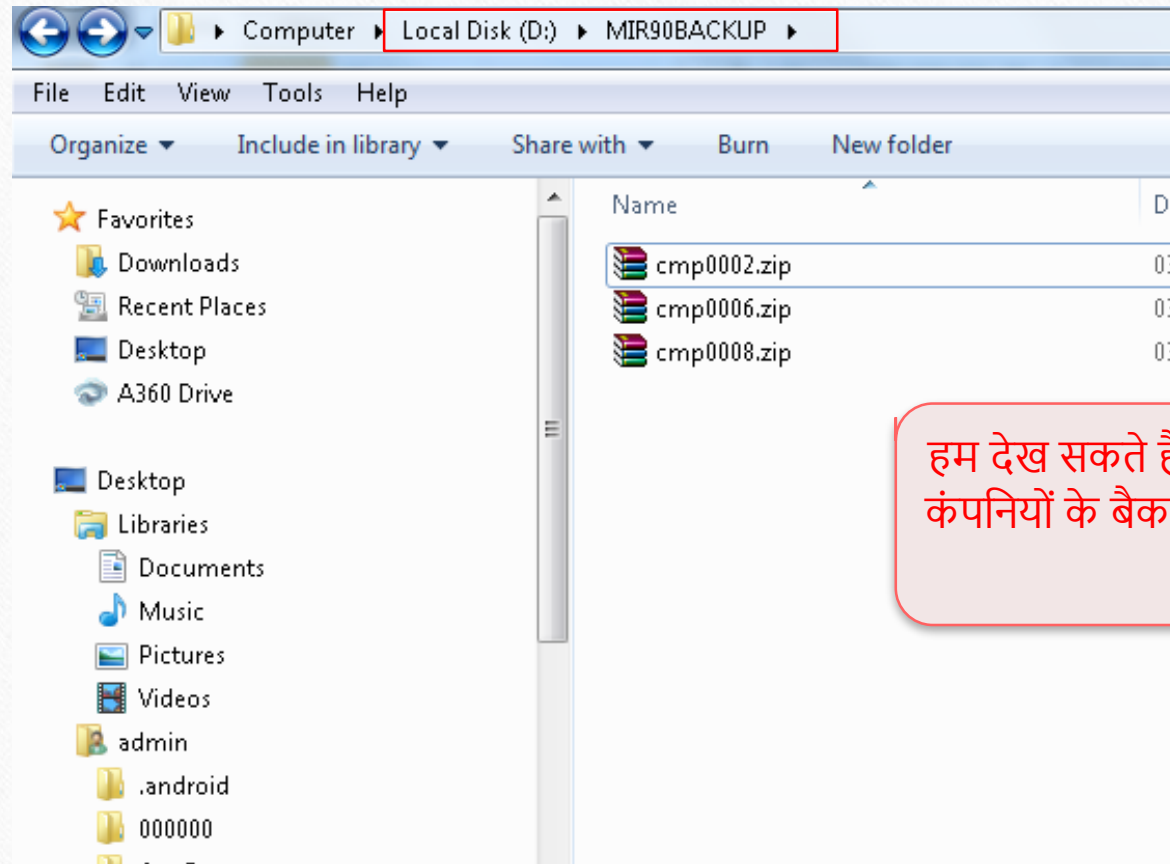 Computer Local Disk (D:) MIR90BACKUP
File Edit View Tools Help
Organize Include in library Share with Burn New folder
Favorites
Downloads
Recent Places
Desktop
A360 Drive
Desktop
Libraries
Documents
Music
Pictures
Videos
admin
.android
000000
Name
cmp0002.zip
cmp0006.zip
cmp0008.zip
हम देख सकते
कंपनियों के